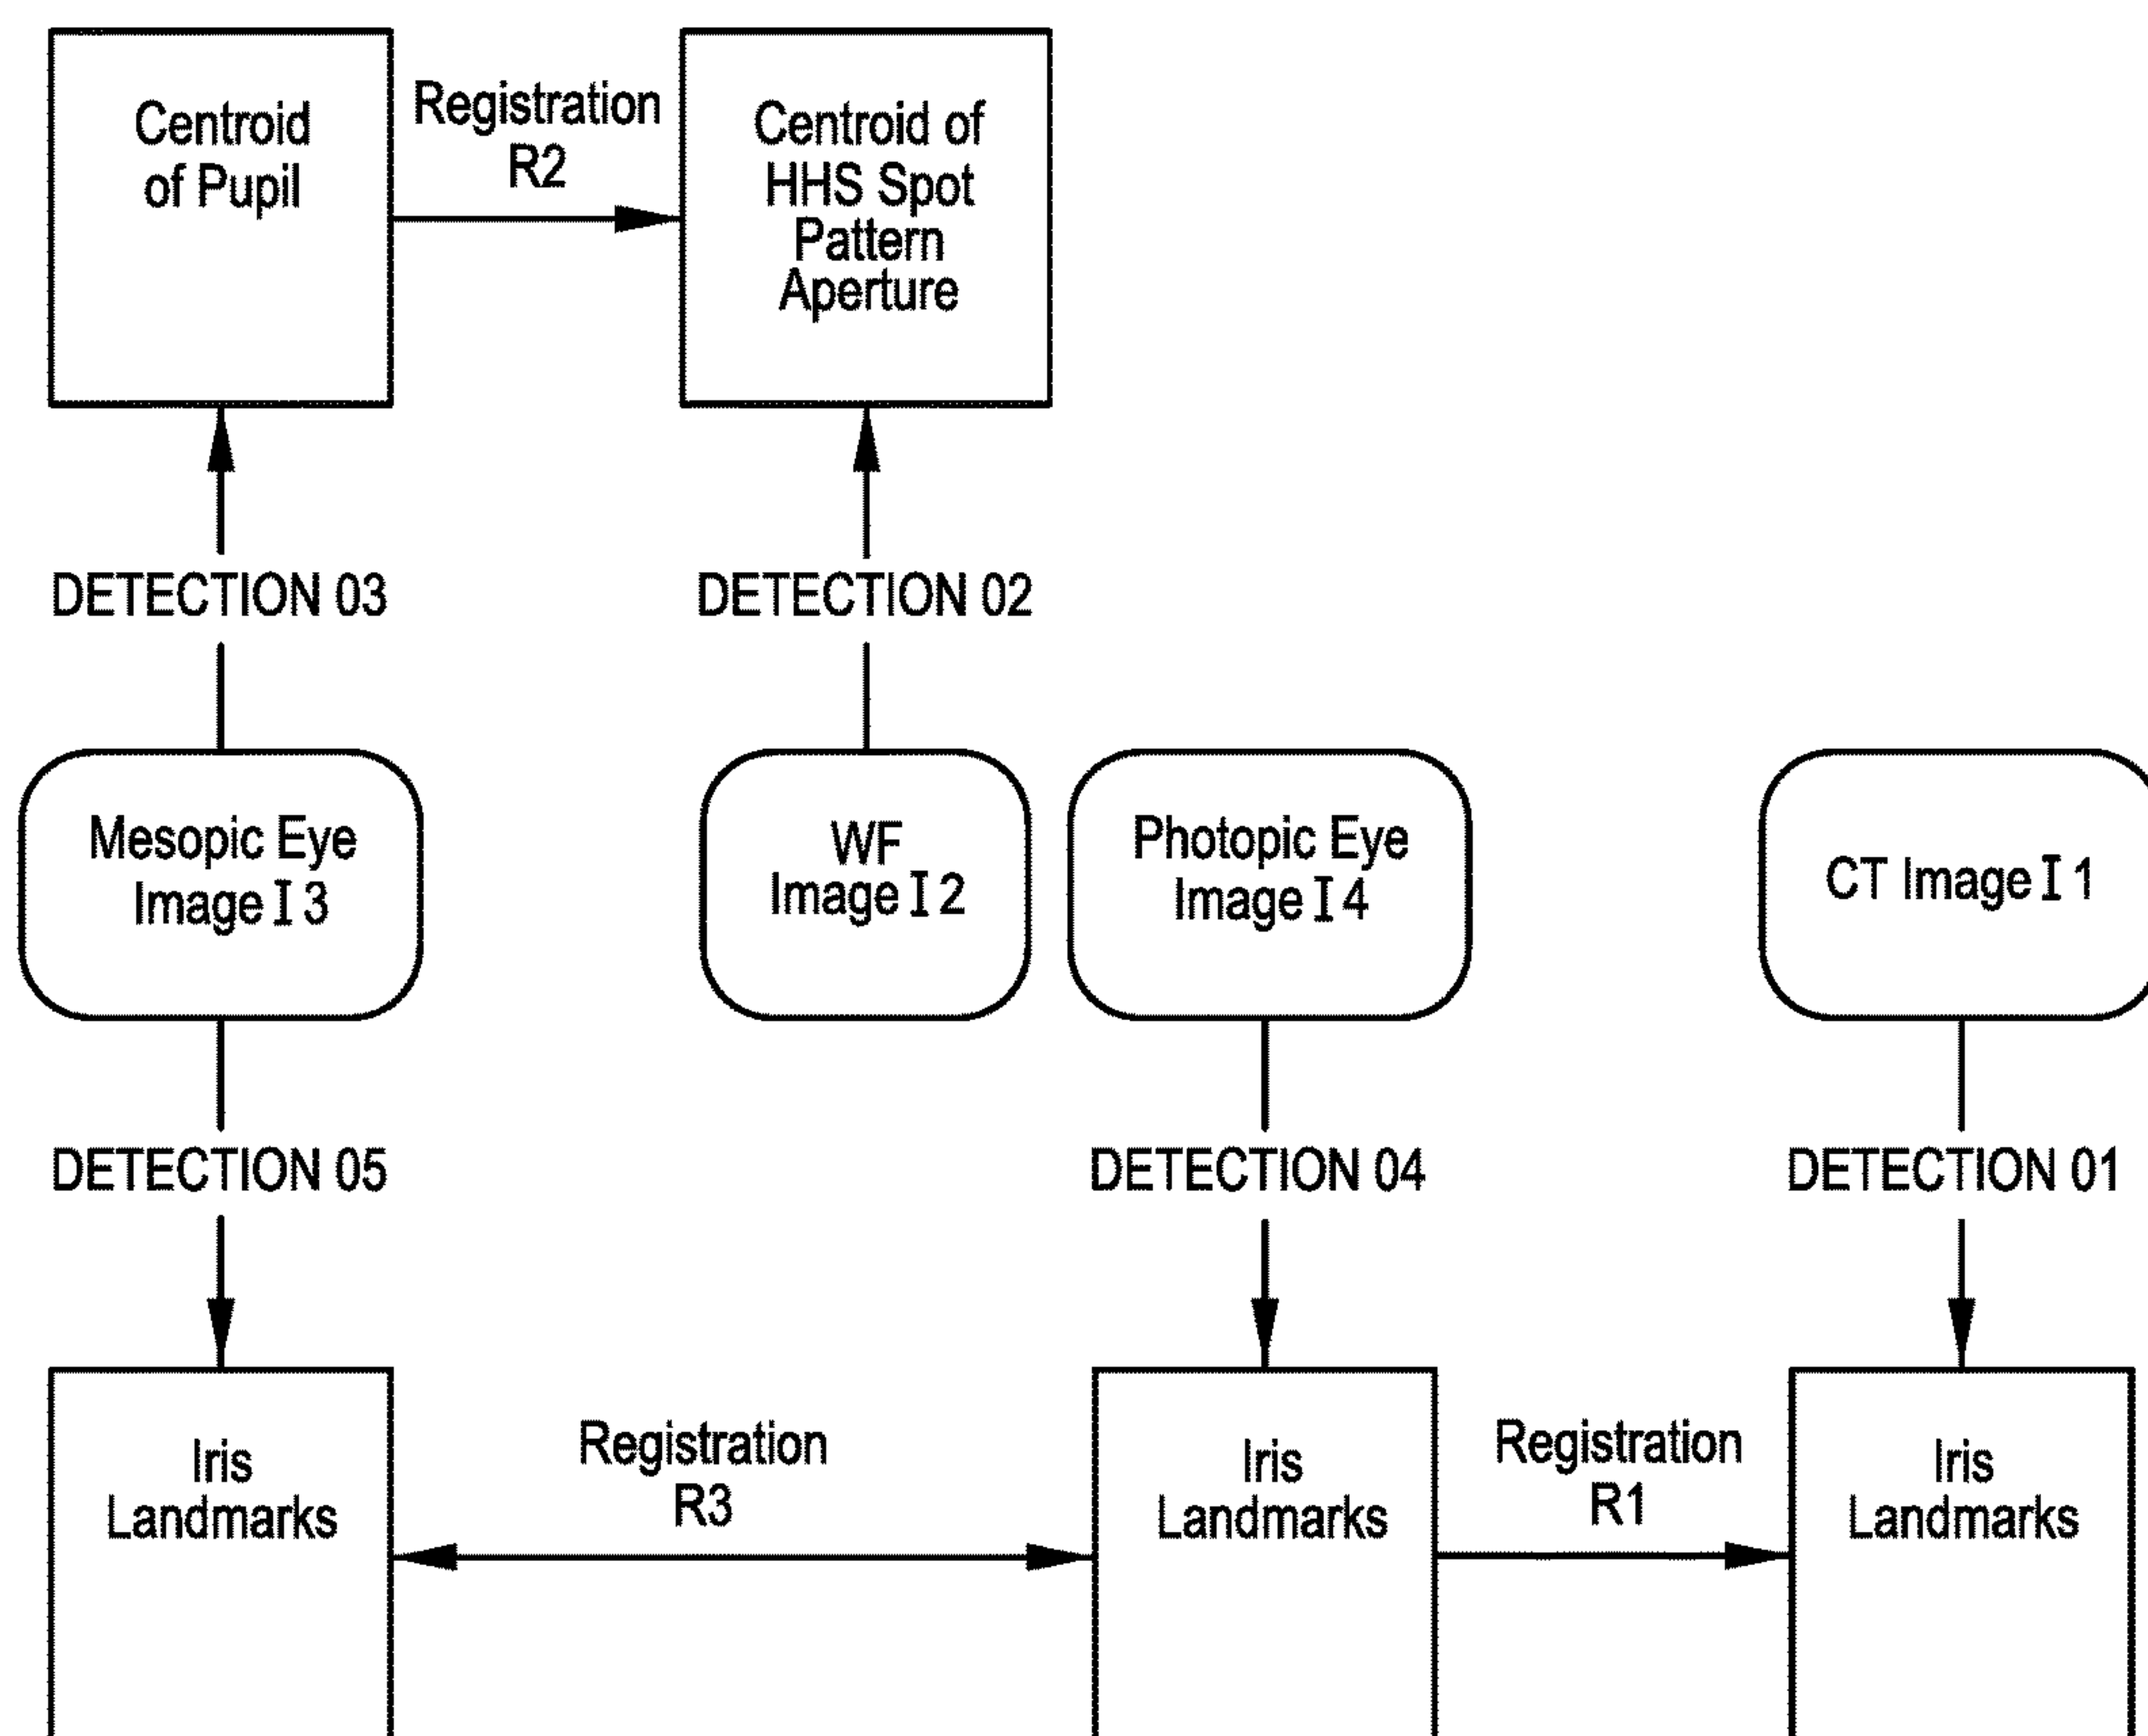 Centroid
of Pupil
Registration
R2
Centroid of
HHS Spot
Pattern
Aperture
DETECTION 03
DETECTION 02
Mesopic Eye
Image I 3
WF
Image I 2
Photopic Eye
Image I 4
CT Image I 1
DETECTION 05
DETECTION 04
DETECTION 01
Iris
Landmarks
Registration
R3
Iris
Landmarks
Registration
R1
Iris
Landmarks